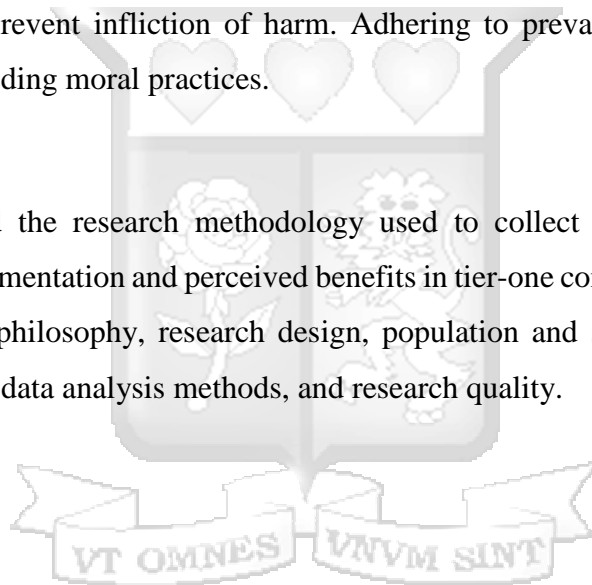 revent infliction of harm. Adhering to preva
ding moral practices.
the research methodology used to collect
mentation and perceived benefits in tier-one co
philosophy, research design, population and
data analysis methods, and research quality.
VT OMNES VNVM SINT